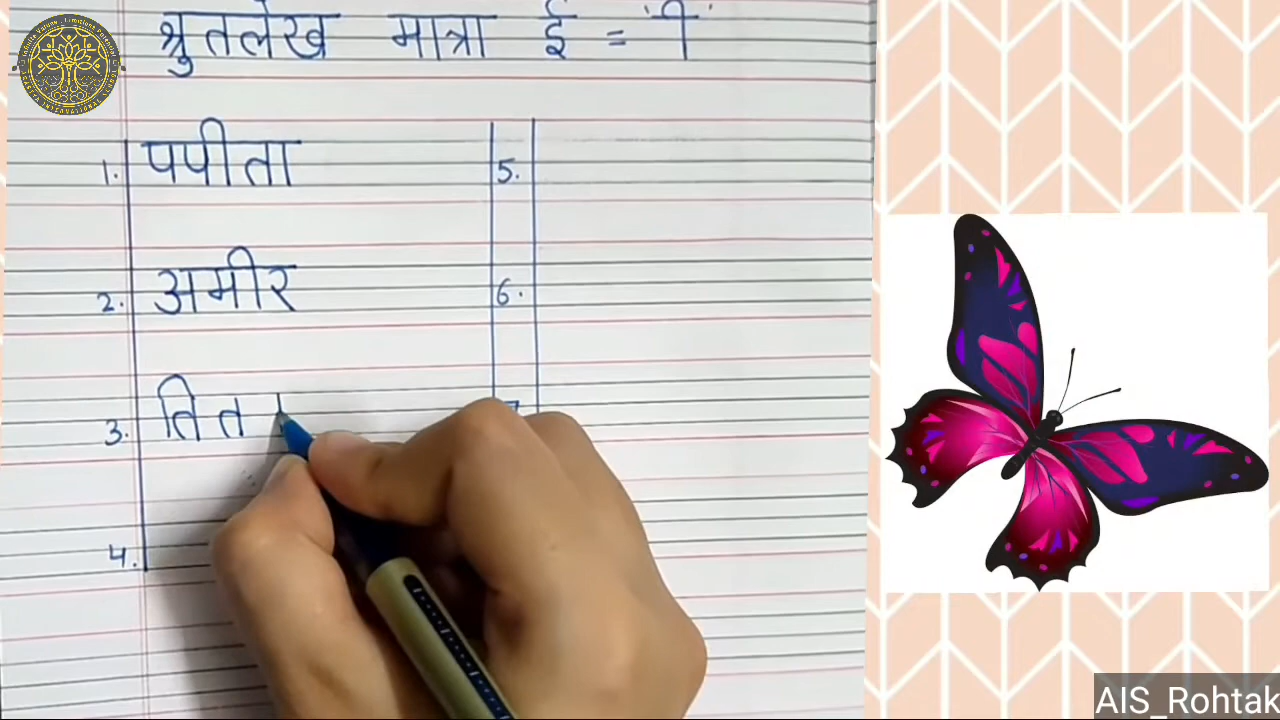 श्रुतलेख मात्रा ई = 'ी'
1. पपीता
5.
2. अमीर
6.
3. तित
4.
AIS_Rohtak